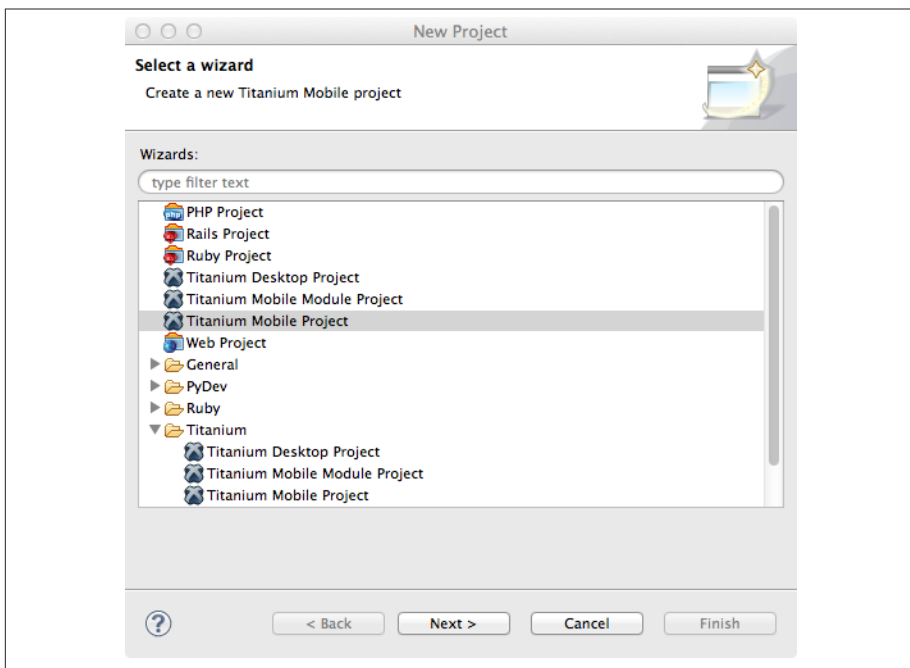 New Project
Select a wizard
Create a new Titanium Mobile project
Wizards:
type filter text
php PHP Project
Rails Project
Ruby Project
Titanium Desktop Project
Titanium Mobile Module Project
Titanium Mobile Project
Web Project
General
PyDev
Ruby
Titanium
Titanium Desktop Project
Titanium Mobile Module Project
Titanium Mobile Project
? < Back Next > Cancel Finish